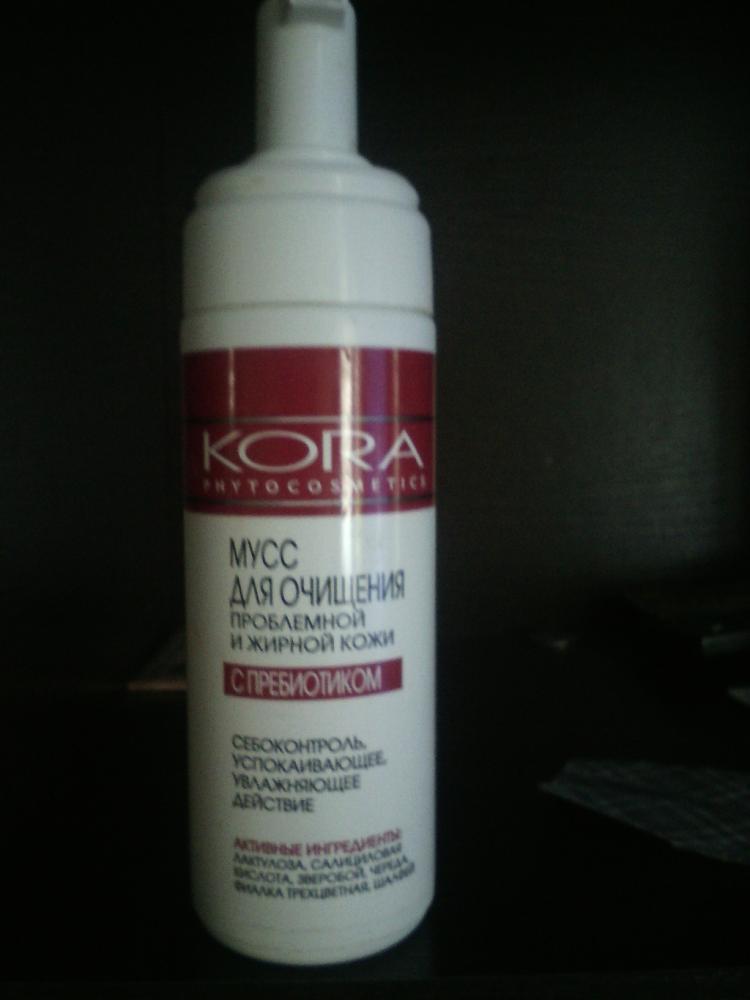 KORA
PHYTOCOSMETICS
МУСС
ДЛЯ ОЧИЩЕНИЯ
ПРОБЛЕМНОЙ
И ЖИРНОЙ КОЖИ
С ПРЕБИОТИКОМ
СЕБОКОНТРОЛЬ,
УСПОКАИВАЮЩЕЕ,
УВЛАЖНЯЮЩЕЕ
ДЕЙСТВИЕ
АКТИВНЫЕ ИНГРЕДИЕНТЫ:
ЛАКТУЛОЗА, САЛИЦИЛОВАЯ
КИСЛОТА, ЗВЕРОБОЙ, ЧЕРЕДА,
ФИАЛКА ТРЕХЦВЕТНАЯ, ШАЛФЕЙ